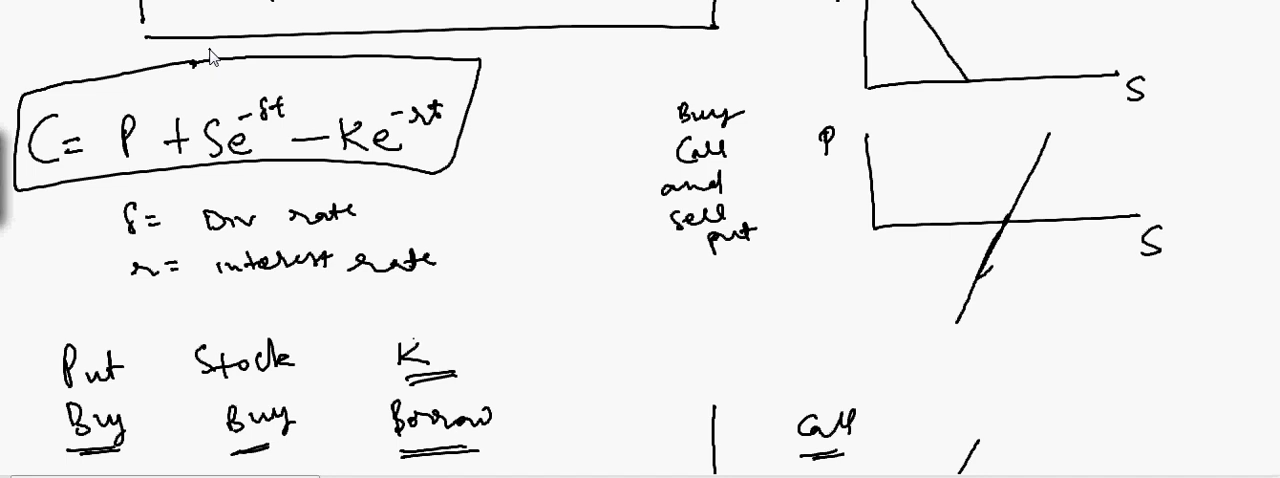 C = P + Se^-δt - Ke^-rt
δ = Div rate
r = interest rate
Put Stock K
Buy Buy Borrow
S
Buy
Call
and
Sell
put
P
S
Call